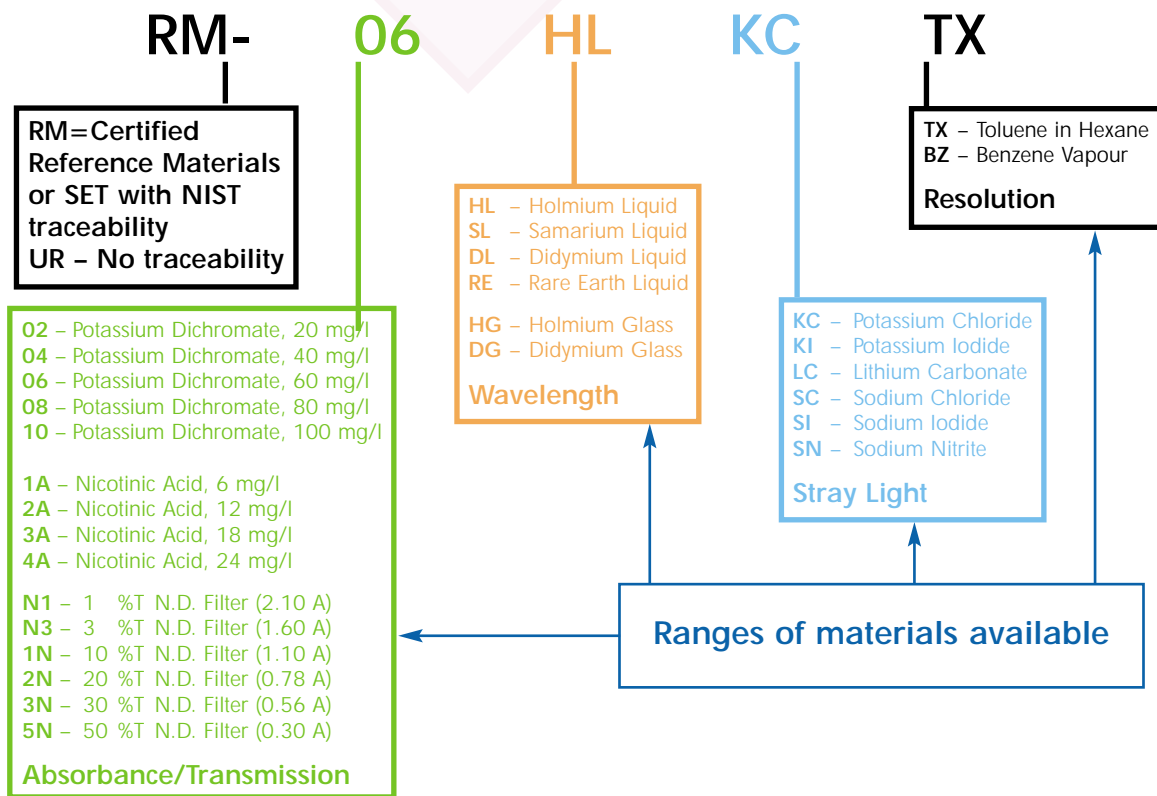 RM- 06 HL KC TX
RM=Certified
Reference Materials
or SET with NIST
traceability
UR – No traceability
02 – Potassium Dichromate, 20 mg/l
04 – Potassium Dichromate, 40 mg/l
06 – Potassium Dichromate, 60 mg/l
08 – Potassium Dichromate, 80 mg/l
10 – Potassium Dichromate, 100 mg/l
1A – Nicotinic Acid, 6 mg/l
2A – Nicotinic Acid, 12 mg/l
3A – Nicotinic Acid, 18 mg/l
4A – Nicotinic Acid, 24 mg/l
N1 – 1 %T N.D. Filter (2.10 A)
N3 – 3 %T N.D. Filter (1.60 A)
1N – 10 %T N.D. Filter (1.10 A)
2N – 20 %T N.D. Filter (0.78 A)
3N – 30 %T N.D. Filter (0.56 A)
5N – 50 %T N.D. Filter (0.30 A)
Absorbance/Transmission
HL – Holmium Liquid
SL – Samarium Liquid
DL – Didymium Liquid
RE – Rare Earth Liquid
HG – Holmium Glass
DG – Didymium Glass
Wavelength
KC – Potassium Chloride
KI – Potassium Iodide
LC – Lithium Carbonate
SC – Sodium Chloride
SI – Sodium Iodide
SN – Sodium Nitrite
Stray Light
TX – Toluene in Hexane
BZ – Benzene Vapour
Resolution
Ranges of materials available